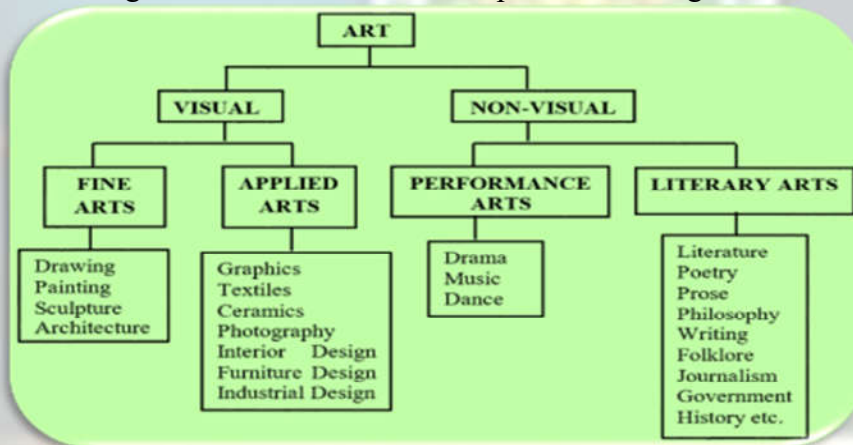 ART
VISUAL
NON-VISUAL
FINE
ARTS
APPLIED
ARTS
PERFORMANCE
ARTS
LITERARY ARTS
Drawing
Painting
Sculpture
Architecture
Graphics
Textiles
Ceramics
Photography
Interior Design
Furniture Design
Industrial Design
Drama
Music
Dance
Literature
Poetry
Prose
Philosophy
Writing
Folklore
Journalism
Government
History etc.